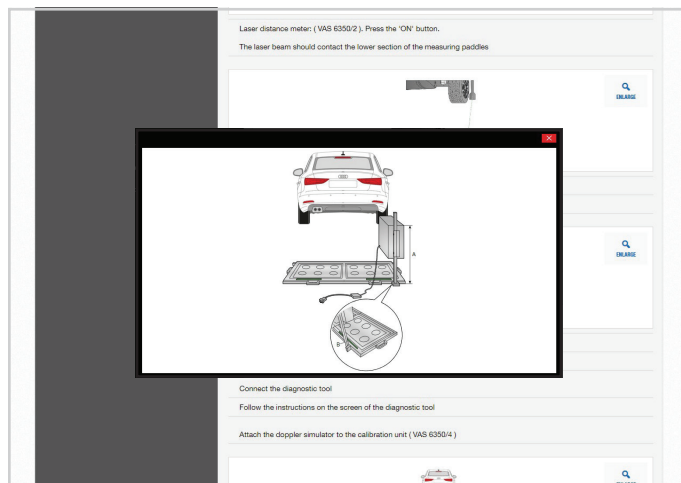 Laser distance meter: ( VAS 6350/2 ). Press the 'ON' button.
The laser beam should contact the lower section of the measuring paddles
ENLARGE
A
B
ENLARGE
Connect the diagnostic tool
Follow the instructions on the screen of the diagnostic tool
Attach the doppler simulator to the calibration unit ( VAS 6350/4 )